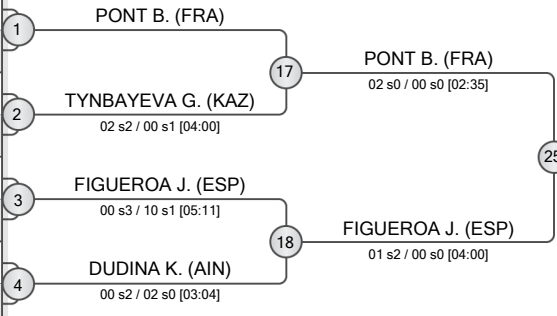 1
PONT B. (FRA)
17
PONT B. (FRA)
02 s0 / 00 s0 [02:35]
2
TYNBAYEVA G. (KAZ)
02 s2 / 00 s1 [04:00]
25
3
FIGUEROA J. (ESP)
00 s3 / 10 s1 [05:11]
18
FIGUEROA J. (ESP)
01 s2 / 00 s0 [04:00]
4
DUDINA K. (AIN)
00 s2 / 02 s0 [03:04]